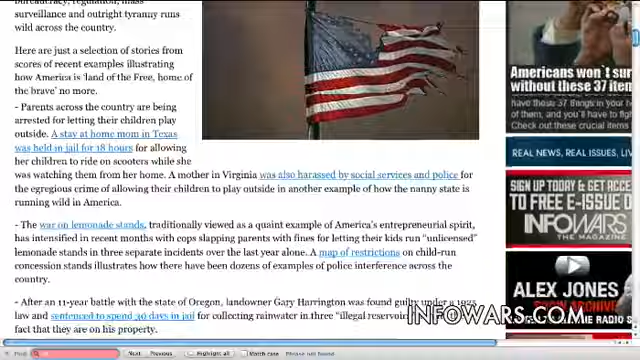 bureaucracy, regulation, mass
surveillance and outright tyranny runs
wild across the country.
Here are just a selection of stories from
scores of recent examples illustrating
how America is 'land of the Free, home of
the brave' no more.
- Parents across the country are being
arrested for letting their children play
outside. A stay at home mom in Texas
was held in jail for 18 hours for allowing
her children to ride on scooters while she
was watching them from her home. A mother in Virginia was also harassed by social services and police for
the egregious crime of allowing their children to play outside in another example of how the nanny state is
running wild in America.
- The war on lemonade stands, traditionally viewed as a quaint example of America's entrepreneurial spirit,
has intensified in recent months with cops slapping parents with fines for letting their kids run "unlicensed"
lemonade stands in three separate incidents over the last year alone. A map of restrictions on child-run
concession stands illustrates how there have been dozens of examples of police interference across the
country.
- After an 11-year battle with the state of Oregon, landowner Gary Harrington was found guilty under a 1925
law and sentenced to spend 30 days in jail for collecting rainwater in three "illegal reservoirs
fact that they are on his property.
Americans won't sur
without these 37 item
have these 37 things in your
of them, and you'll have to figh
Check out these crucial items
REAL NEWS, REAL ISSUES, LIV
SIGN UP TODAY & GET ACCE
TO FREE E-ISSUE O
INFOWARS
THE MAGAZINE
ALEX JONES
SHOW ARCHIVE
THE RADIO S
INFOWARS.COM
Find:
Next Previous Highlight all Match case Phrase not found